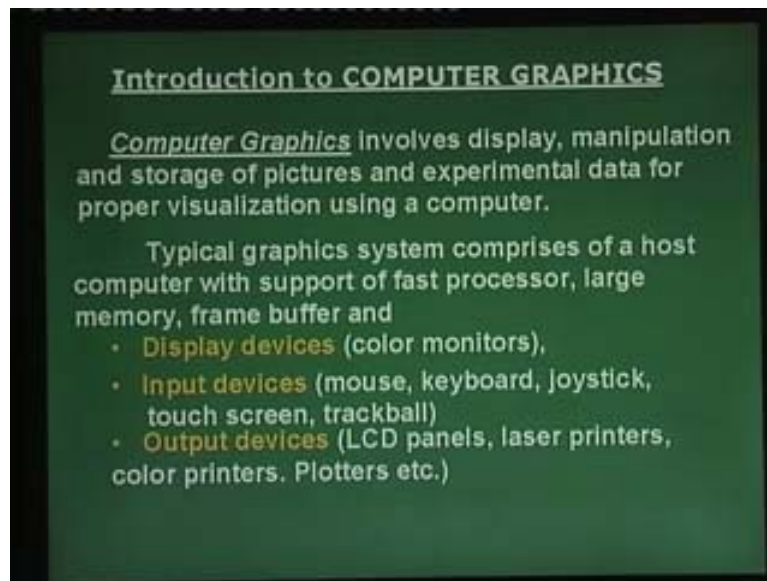 Introduction to COMPUTER GRAPHICS
Computer Graphics involves display, manipulation
and storage of pictures and experimental data for
proper visualization using a computer.
Typical graphics system comprises of a host
computer with support of fast processor, large
memory, frame buffer and
• Display devices (color monitors),
• Input devices (mouse, keyboard, joystick,
touch screen, trackball)
• Output devices (LCD panels, laser printers,
color printers. Plotters etc.)